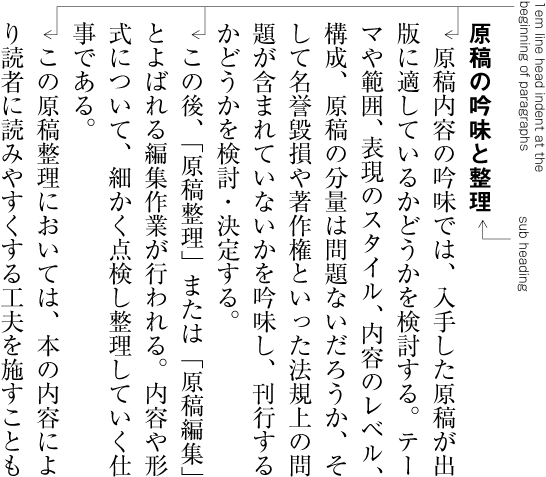 1em line head indent at the
beginning of paragraphs
sub heading
原稿の吟味と整理
　原稿内容の吟味では、入手した原稿が出
版に適しているかどうかを検討する。テー
マや範囲、表現のスタイル、内容のレベル、
構成、原稿の分量は問題ないだろうか、そ
して名誉毀損や著作権といった法規上の問
題が含まれていないかを吟味し、刊行する
かどうかを検討・決定する。
　この後、「原稿整理」または「原稿編集」
とよばれる編集作業が行われる。内容や形
式について、細かく点検し整理していく仕
事である。
　この原稿整理においては、本の内容によ
り読者に読みやすくする工夫を施すことも